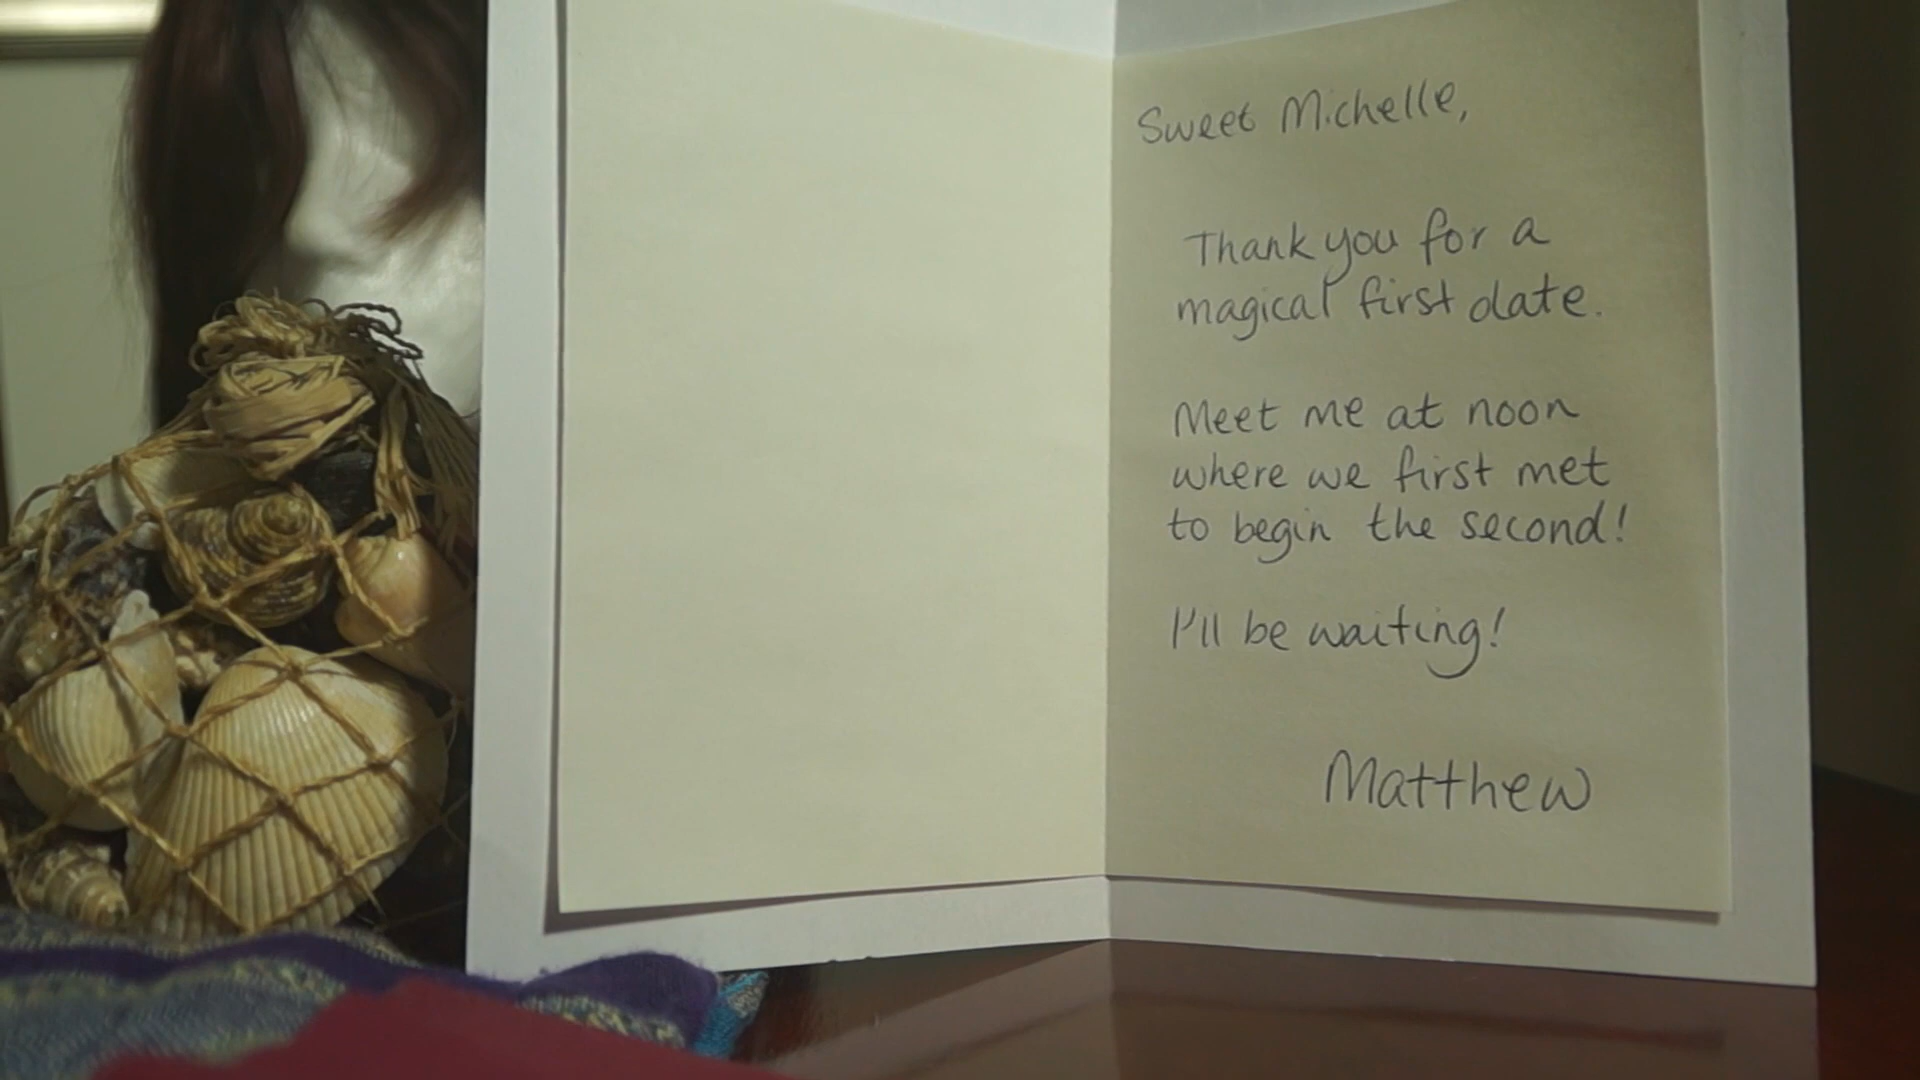 Sweet Michelle,
Thank you for a
magical first date.
Meet me at noon
where we first met
to begin the second!
I'll be waiting!
Matthew